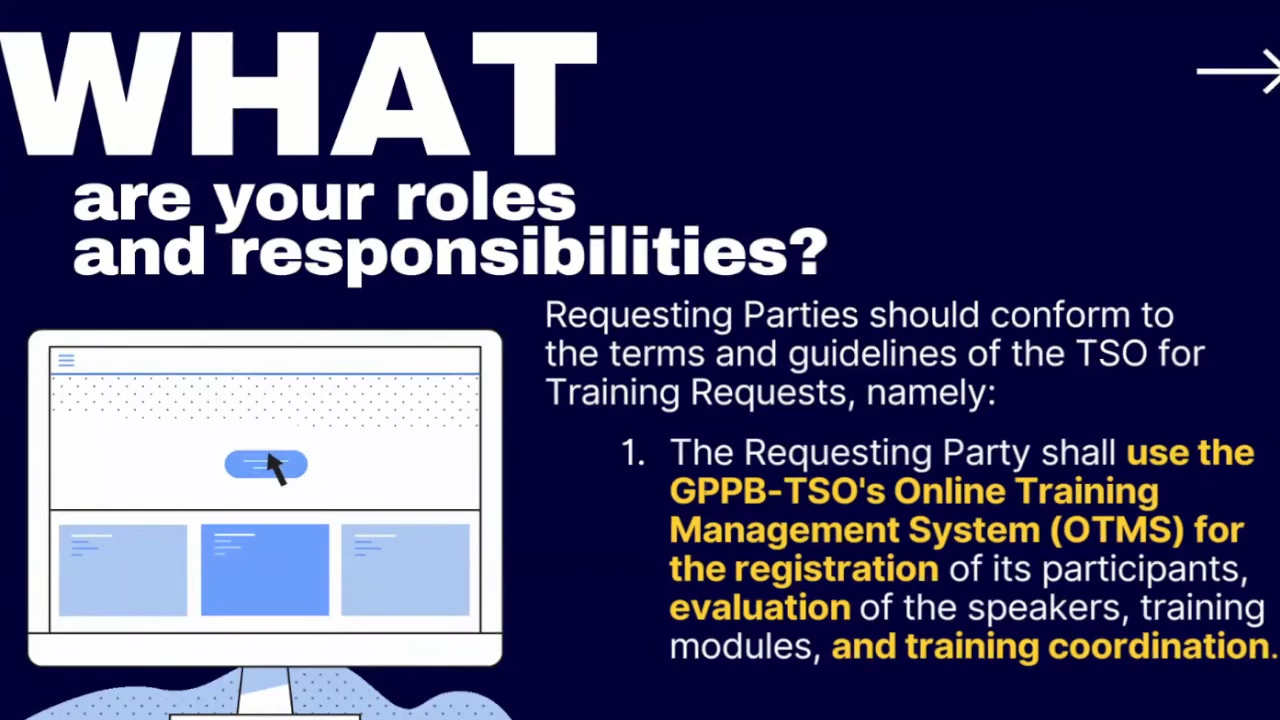 WHAT
are your roles
and responsibilities?
Requesting Parties should conform to
the terms and guidelines of the TSO for
Training Requests, namely:
1. The Requesting Party shall use the
GPPB-TSO's Online Training
Management System (OTMS) for
the registration of its participants,
evaluation of the speakers, training
modules, and training coordination.